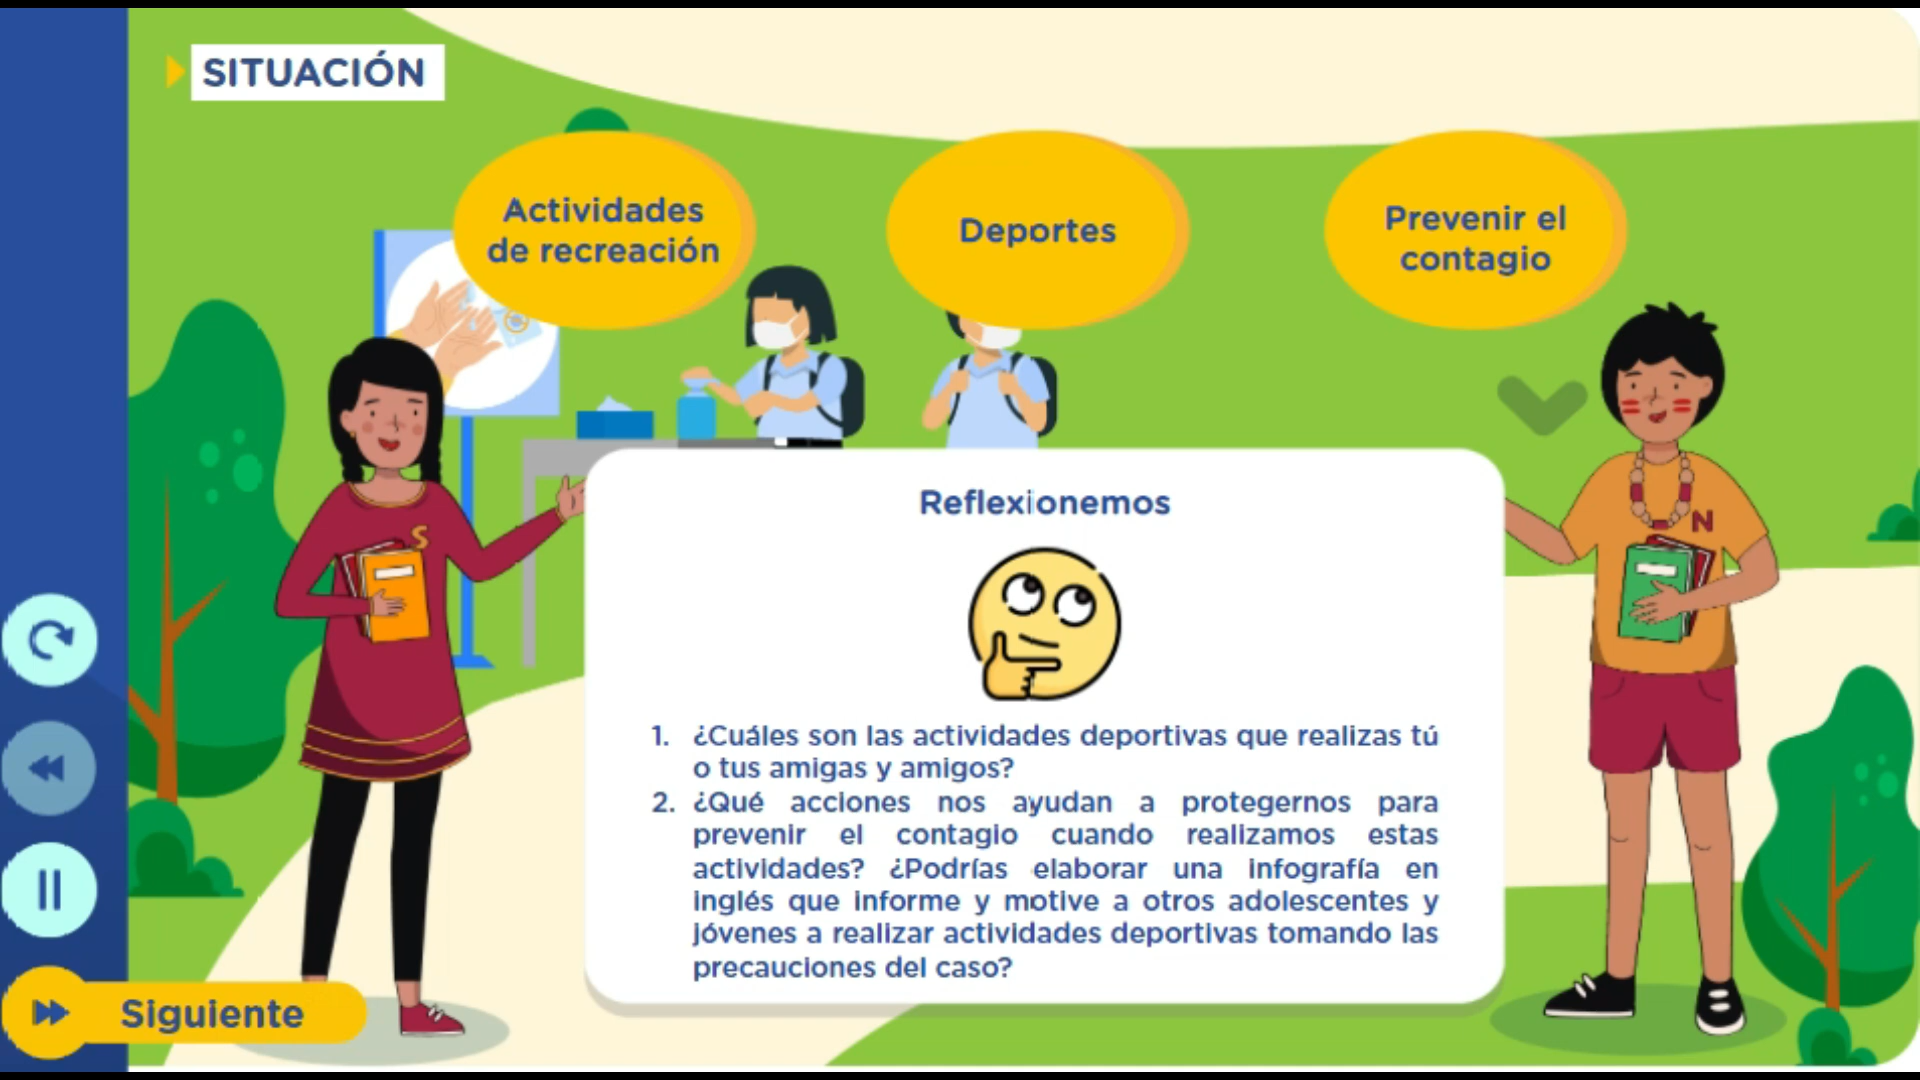 SITUACIÓN
Actividades
de recreación
Deportes
Prevenir el
contagio
S
N
Reflexionemos
1. ¿Cuáles son las actividades deportivas que realizas tú
o tus amigas y amigos?
2. ¿Qué acciones nos ayudan a protegernos para
prevenir el contagio cuando realizamos estas
actividades? ¿Podrías elaborar una infografía en
inglés que informe y motive a otros adolescentes y
jóvenes a realizar actividades deportivas tomando las
precauciones del caso?
Siguiente